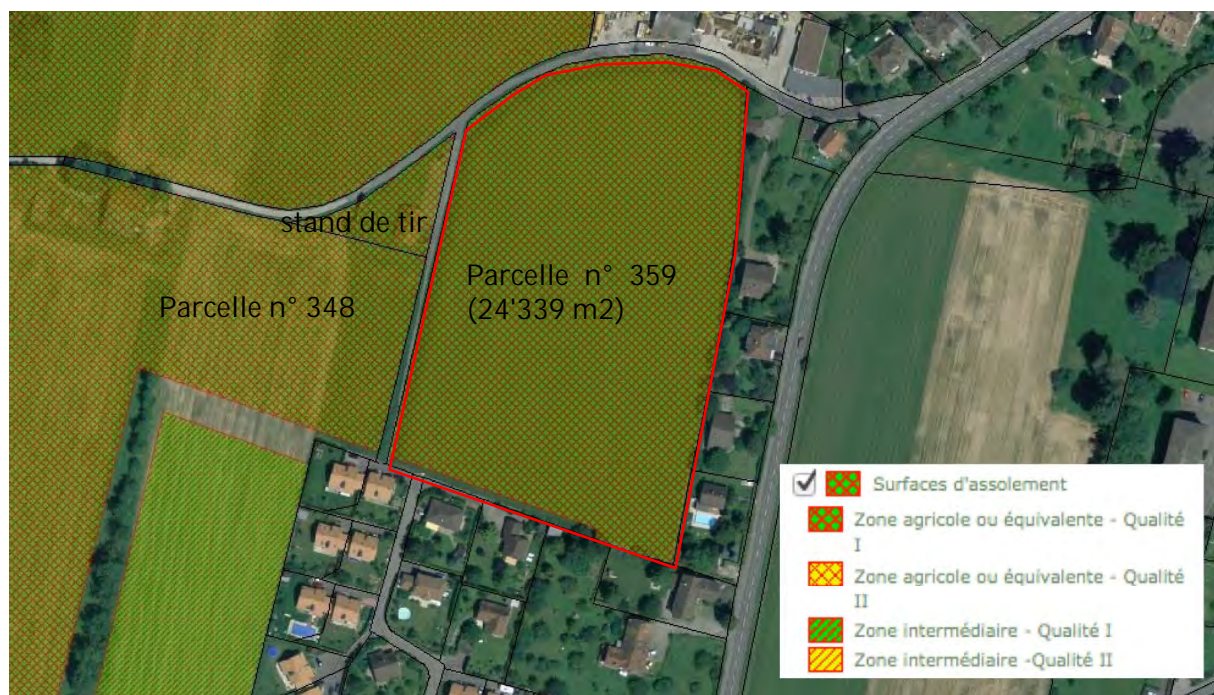 stand de tir
Parcelle n° 359
(24'339 m2)
Parcelle n° 348
Surfaces d'assolement
Zone agricole ou équivalente - Qualité
I
Zone agricole ou équivalente - Qualité
II
Zone intermédiaire - Qualité I
Zone intermédiaire -Qualité II